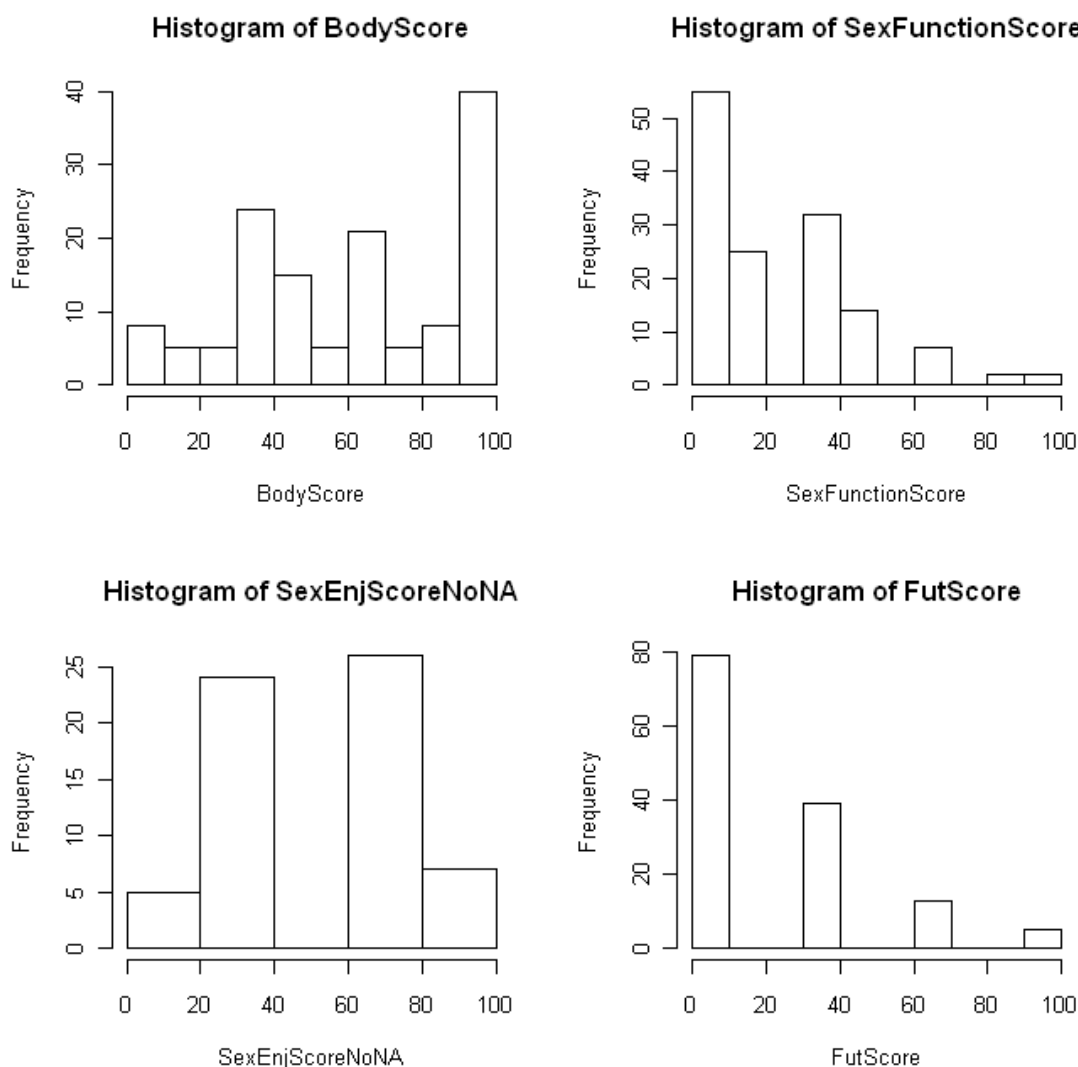 Histogram of BodyScore
Frequency
0 10 20 30 40
0 20 40 60 80 100
BodyScore
Histogram of SexFunctionScore
Frequency
0 10 20 30 40 50
0 20 40 60 80 100
SexFunctionScore
Histogram of SexEnjScoreNoNA
Frequency
0 5 10 15 20 25
0 20 40 60 80 100
SexEnjScoreNoNA
Histogram of FutScore
Frequency
0 20 40 60 80
0 20 40 60 80 100
FutScore